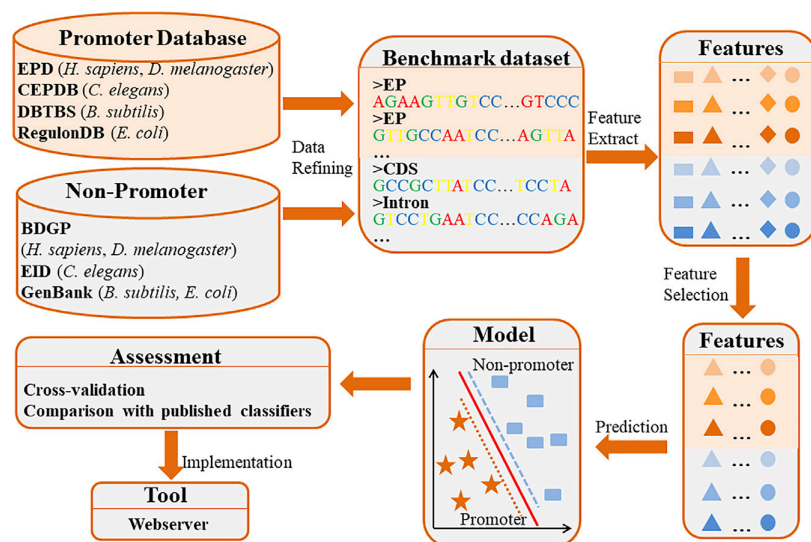 Promoter Database
EPD (H. sapiens, D. melanogaster)
CEPDB (C. elegans)
DBTBS (B. subtilis)
RegulonDB (E. coli)
Non-Promoter
BDGP
(H. sapiens, D. melanogaster)
EID (C. elegans)
GenBank (B. subtilis, E. coli)
Data
Refining
Benchmark dataset
>EP
AGAAGTTGTCC...GTCCC
>EP
GTTGCCAATCC...AGTTA
...
>CDS
GCCGCTTATCC...TCCTA
>Intron
GTCCTGAATCC...CCAGA
...
Feature
Extract
Features
...
...
...
...
...
...
Feature
Selection
Features
...
...
...
...
...
...
Prediction
Model
Non-promoter
Promoter
Assessment
Cross-validation
Comparison with published classifiers
Implementation
Tool
Webserver